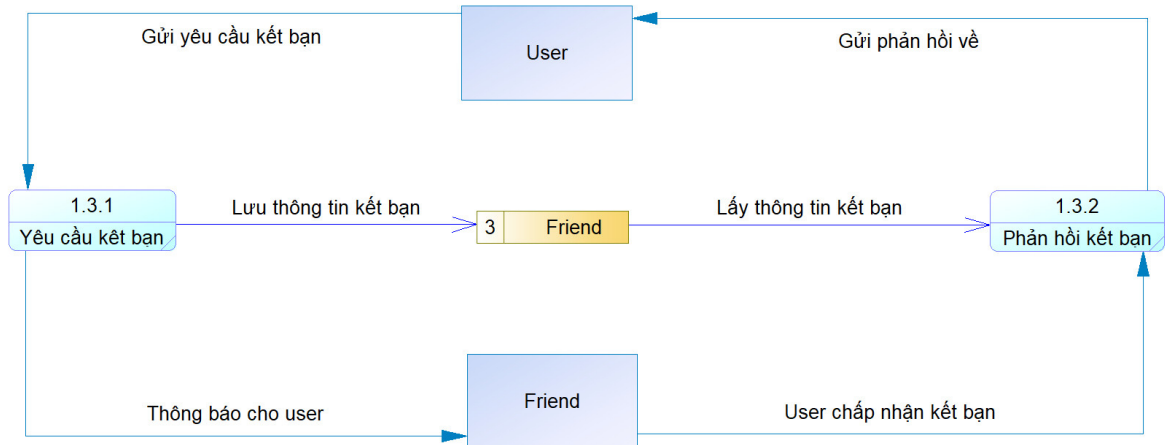 Gửi yêu cầu kết bạn
User
Gửi phản hồi về
1.3.1
Yêu cầu kêt bạn
Lưu thông tin kết bạn
3 Friend
Lấy thông tin kết bạn
1.3.2
Phản hồi kết bạn
Thông báo cho user
Friend
User chấp nhận kết bạn